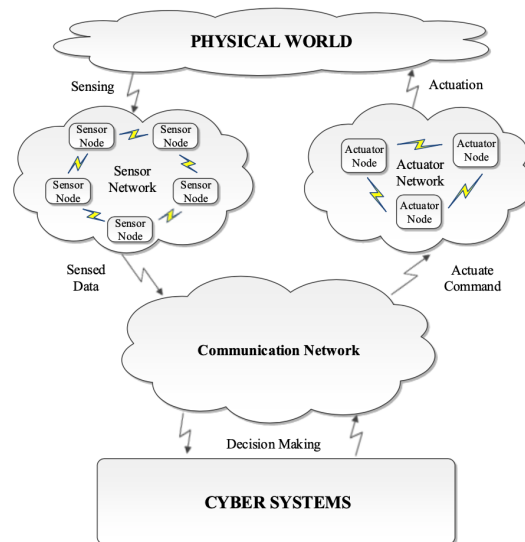 PHYSICAL WORLD
Sensing
Actuation
Sensor
Node
Sensor
Node
Sensor
Network
Sensor
Node
Sensor
Node
Sensor
Node
Actuator
Node
Actuator
Node
Actuator
Network
Actuator
Node
Sensed
Data
Actuate
Command
Communication Network
Decision Making
CYBER SYSTEMS